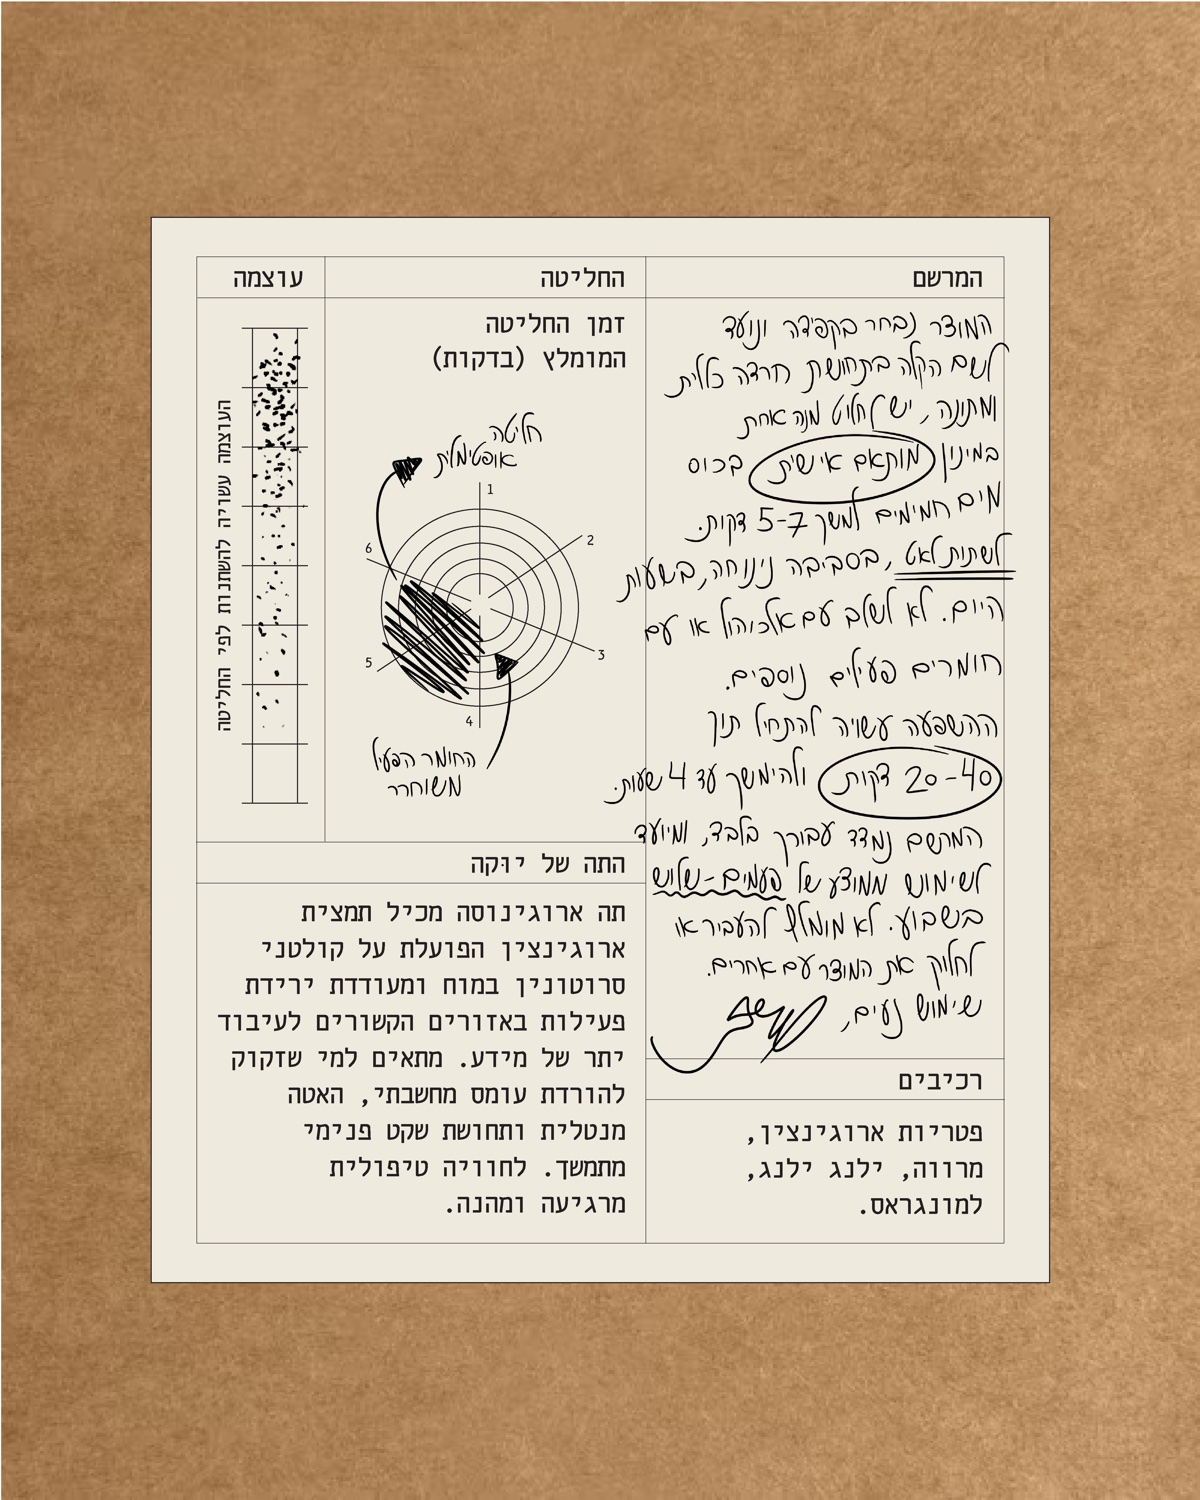 המרשם
המוצר נבחר בקפידה ונועד
לשם הקלה בתחושת חרדה כללית
ומתינה, יש לחלוט מנה אחת
במינון מותאם אישית בכוס
מים חמימים למשך 5-7 דקות.
לשתות לאט, בסביבה נינוחה, בשעות
היום. לא לשלב עם אלכוהול או עם
חומרים פעילים נוספים.
ההשפעה עשויה להתחיל תוך
20-40 דקות ולהימשך עד 4 שעות.
המרשם נמדד עבורך בלבד, ומיועד
לשימוש ממוצע של פעמים-שלוש
בשבוע. לא מומלץ להעביר או
לחלוק את המוצר עם אחרים.
שימוש נעים,
רכיבים
פטריות ארוגינצין,
מרווה, ילנג ילנג,
למונגראס.
החליטה
זמן החליטה
המומלץ (בדקות)
חליטה
אופטימלית
1
2
3
4
5
6
החומר הפעיל
משוחרר
עוצמה
העוצמה עשריה להשתנות לפי החליטה
התה של יוקה
תה ארוגינוסה מכיל תמצית
ארוגינצין הפועלת על קולטני
סרוטונין במוח ומעודדת ירידת
פעילות באזורים הקשורים לעיבוד
יתר של מידע. מתאים למי שזקוק
להורדת עומס מחשבתי, האטה
מנטלית ותחושת שקט פנימי
מתמשך. לחוויה טיפולית
מרגיעה ומהנה.